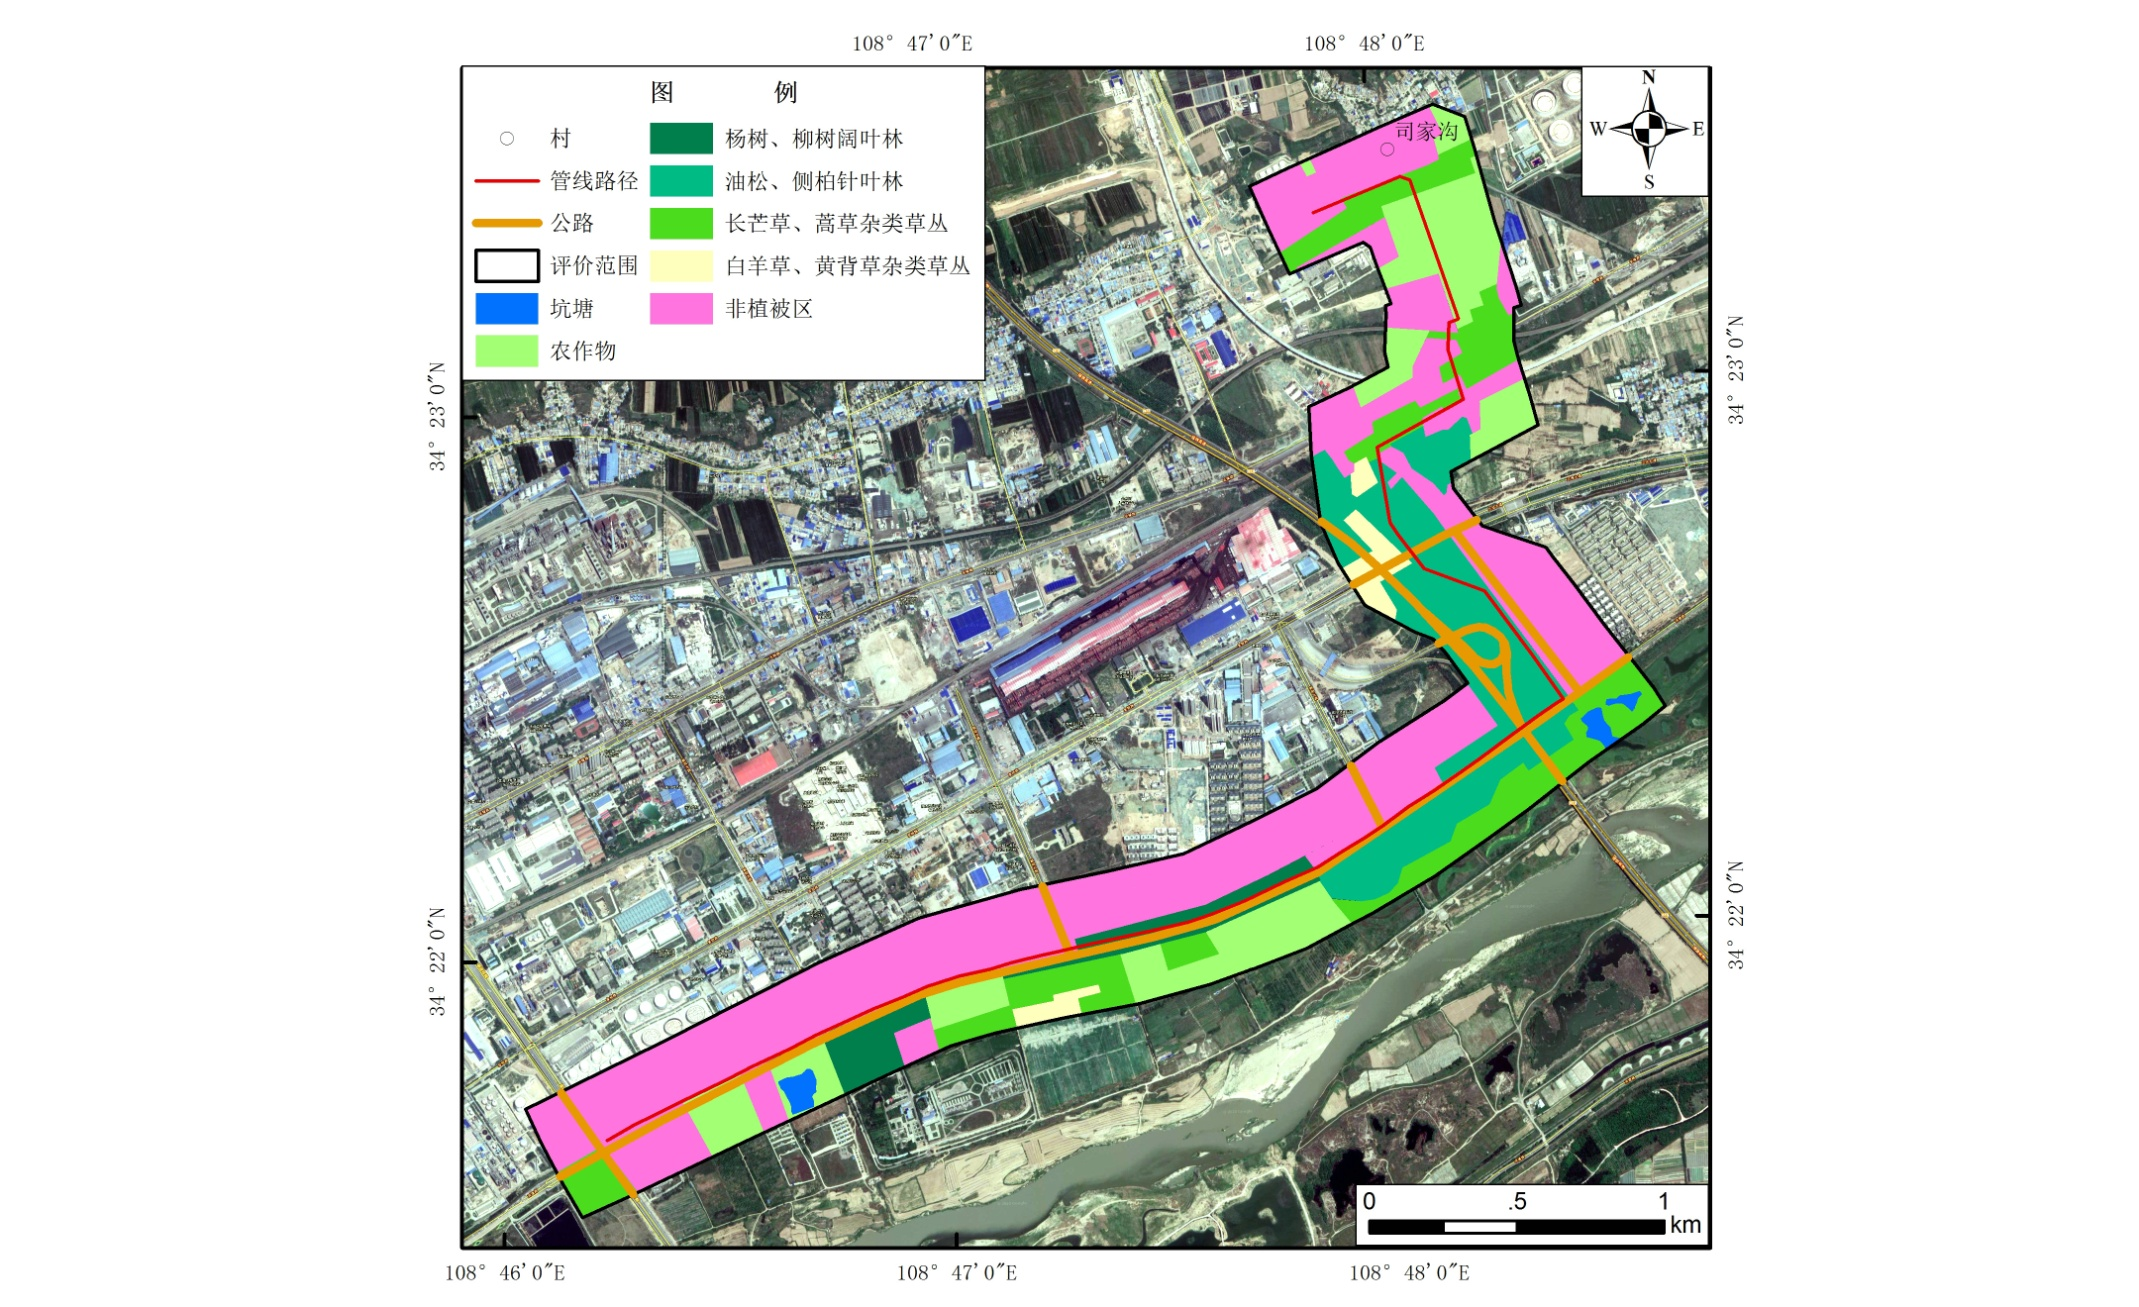 108° 47′0″E
108° 48′0″E
图 例
村
管线路径
公路
评价范围
坑塘
农作物
杨树、柳树阔叶林
油松、侧柏针叶林
长芒草、蒿草杂类草丛
白羊草、黄背草杂类草丛
非植被区
司家沟
N
W E
S
34° 23′0″N
34° 23′0″N
34° 22′0″N
34° 22′0″N
0 .5 1
km
108° 46′0″E
108° 47′0″E
108° 48′0″E